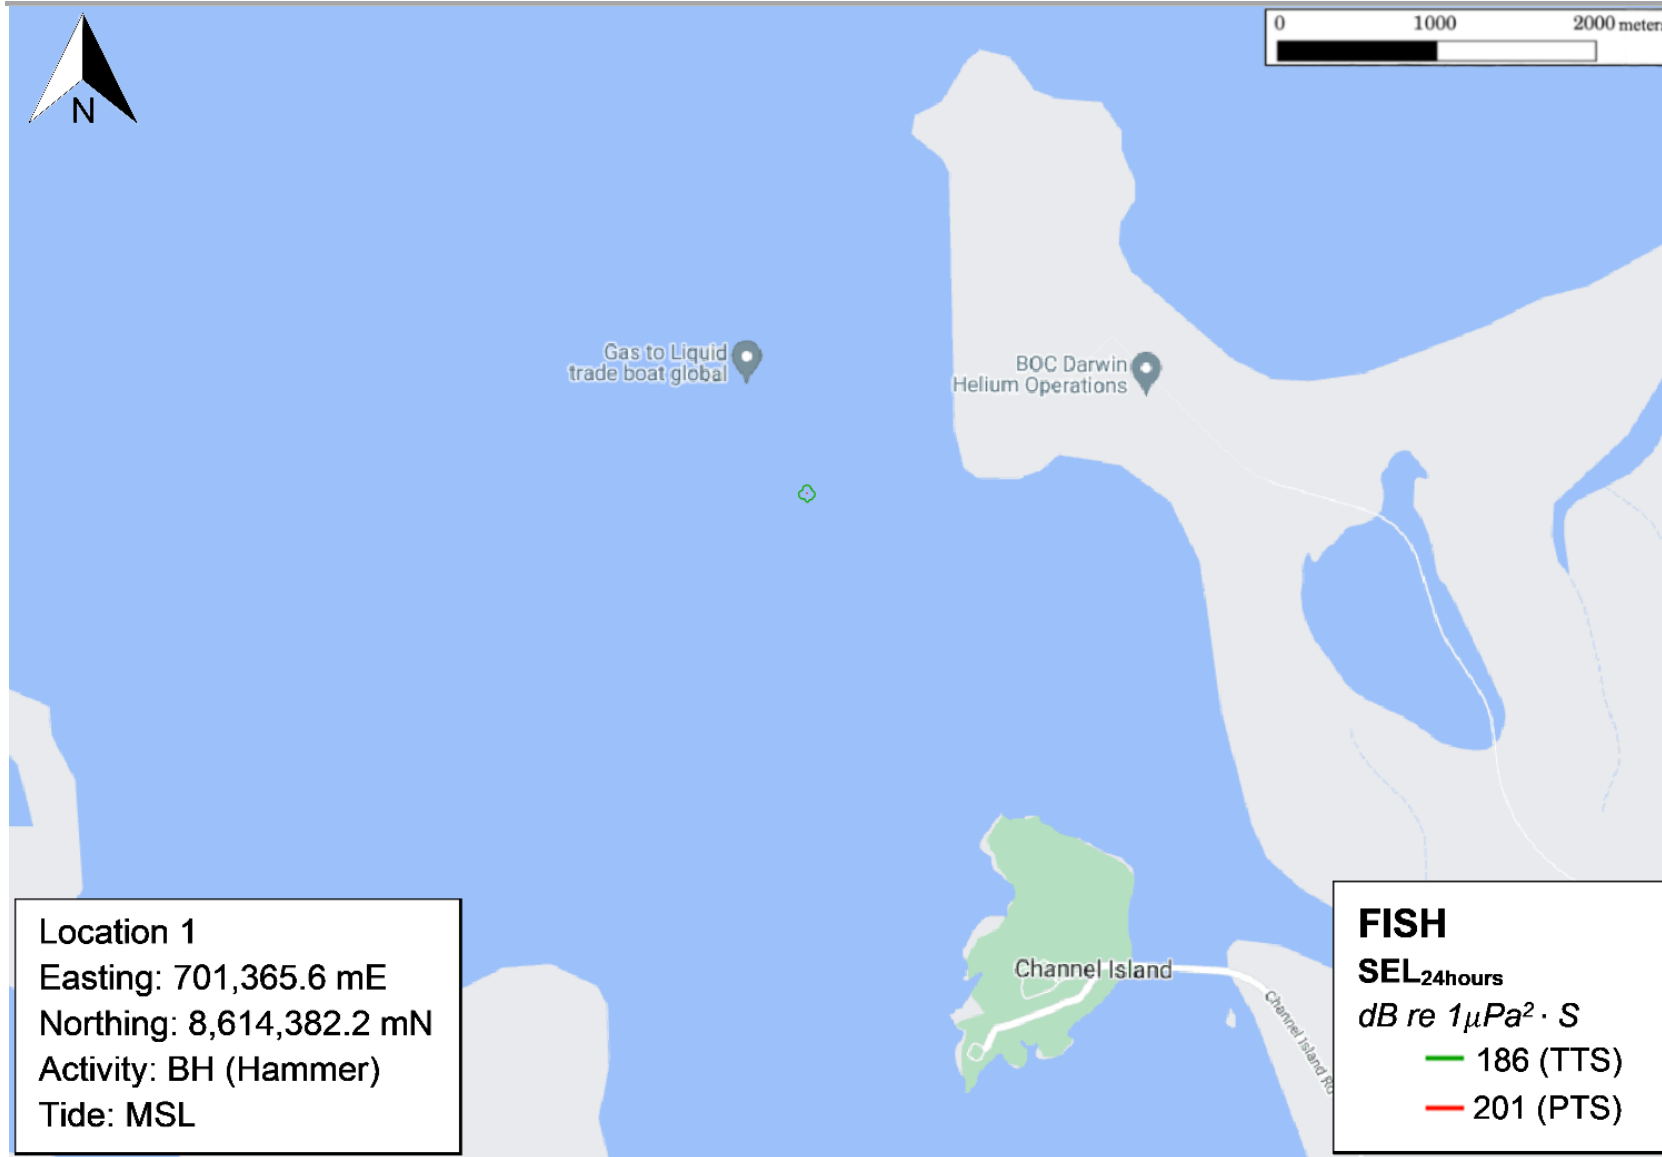 N
0 1000 2000 meters
Gas to Liquid
trade boat global
BOC Darwin
Helium Operations
Channel Island
Channel Island
Location 1
Easting: 701,365.6 mE
Northing: 8,614,382.2 mN
Activity: BH (Hammer)
Tide: MSL
FISH
SEL24hours
dB re 1µPa² · S
186 (TTS)
201 (PTS)